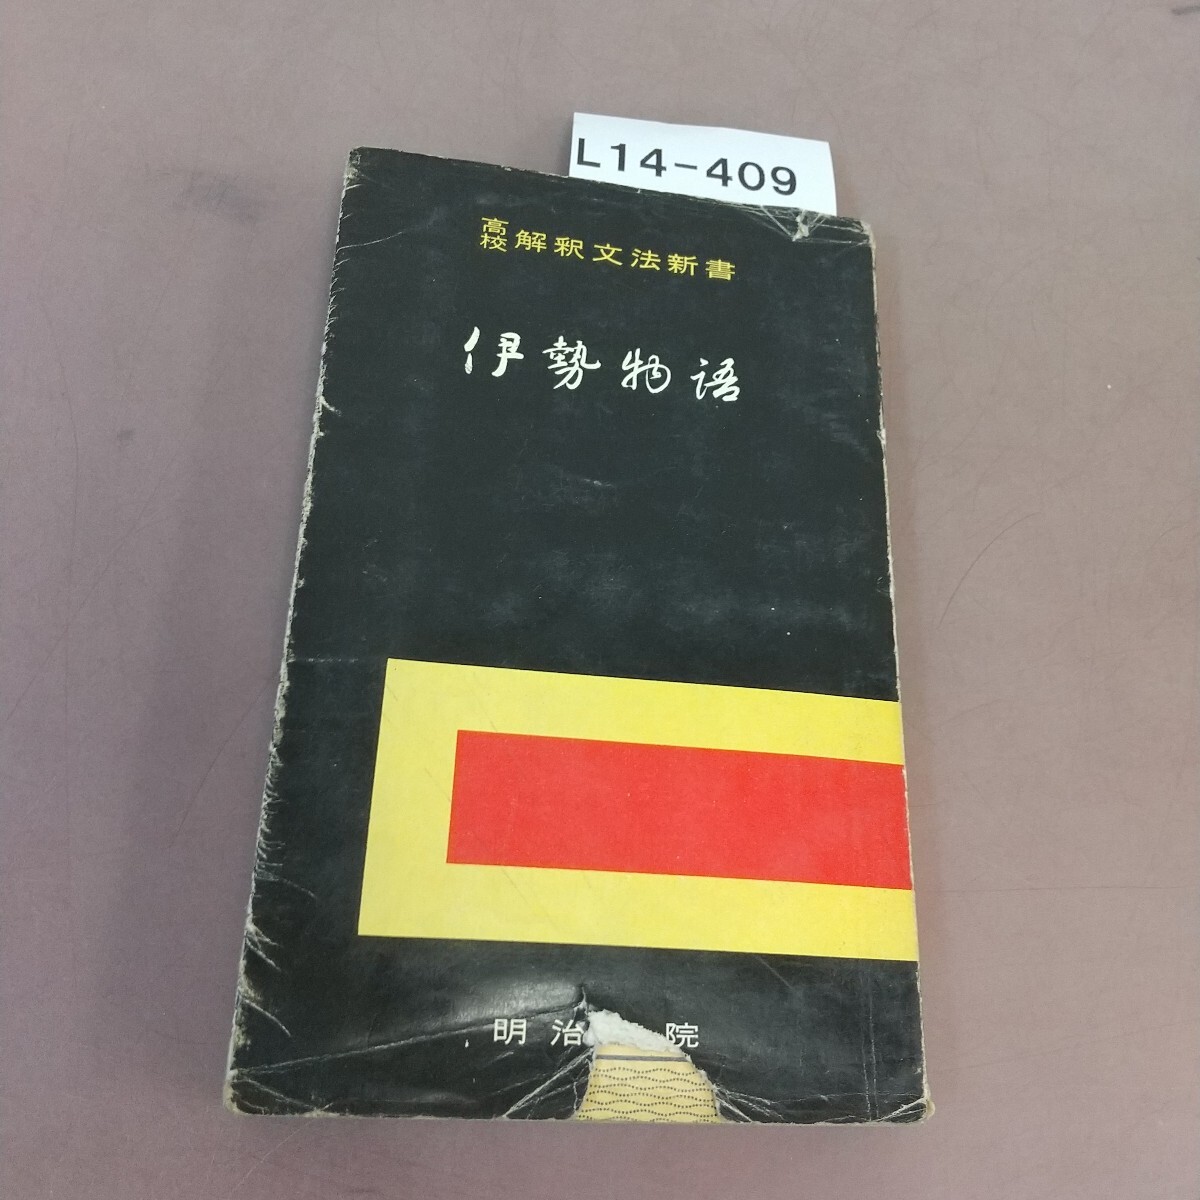 L14-409
高校 解釈文法新書
伊勢物語
明治 院